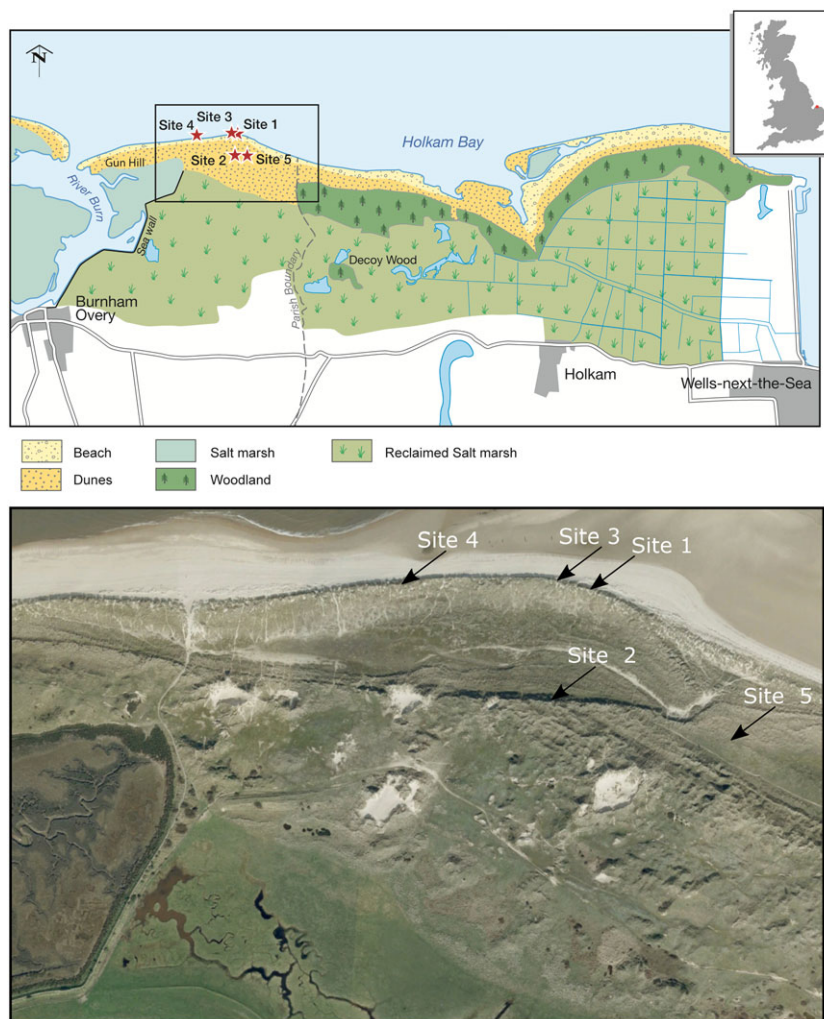 N
Site 3
Site 4
Site 1
Holkam Bay
Gun Hill
Site 2
Site 5
River Burn
Sea wall
Decoy Wood
Parish Boundary
Burnham
Overy
Holkam
Wells-next-the-Sea
Beach
Salt marsh
Reclaimed Salt marsh
Dunes
Woodland
Site 4
Site 3
Site 1
Site 2
Site 5